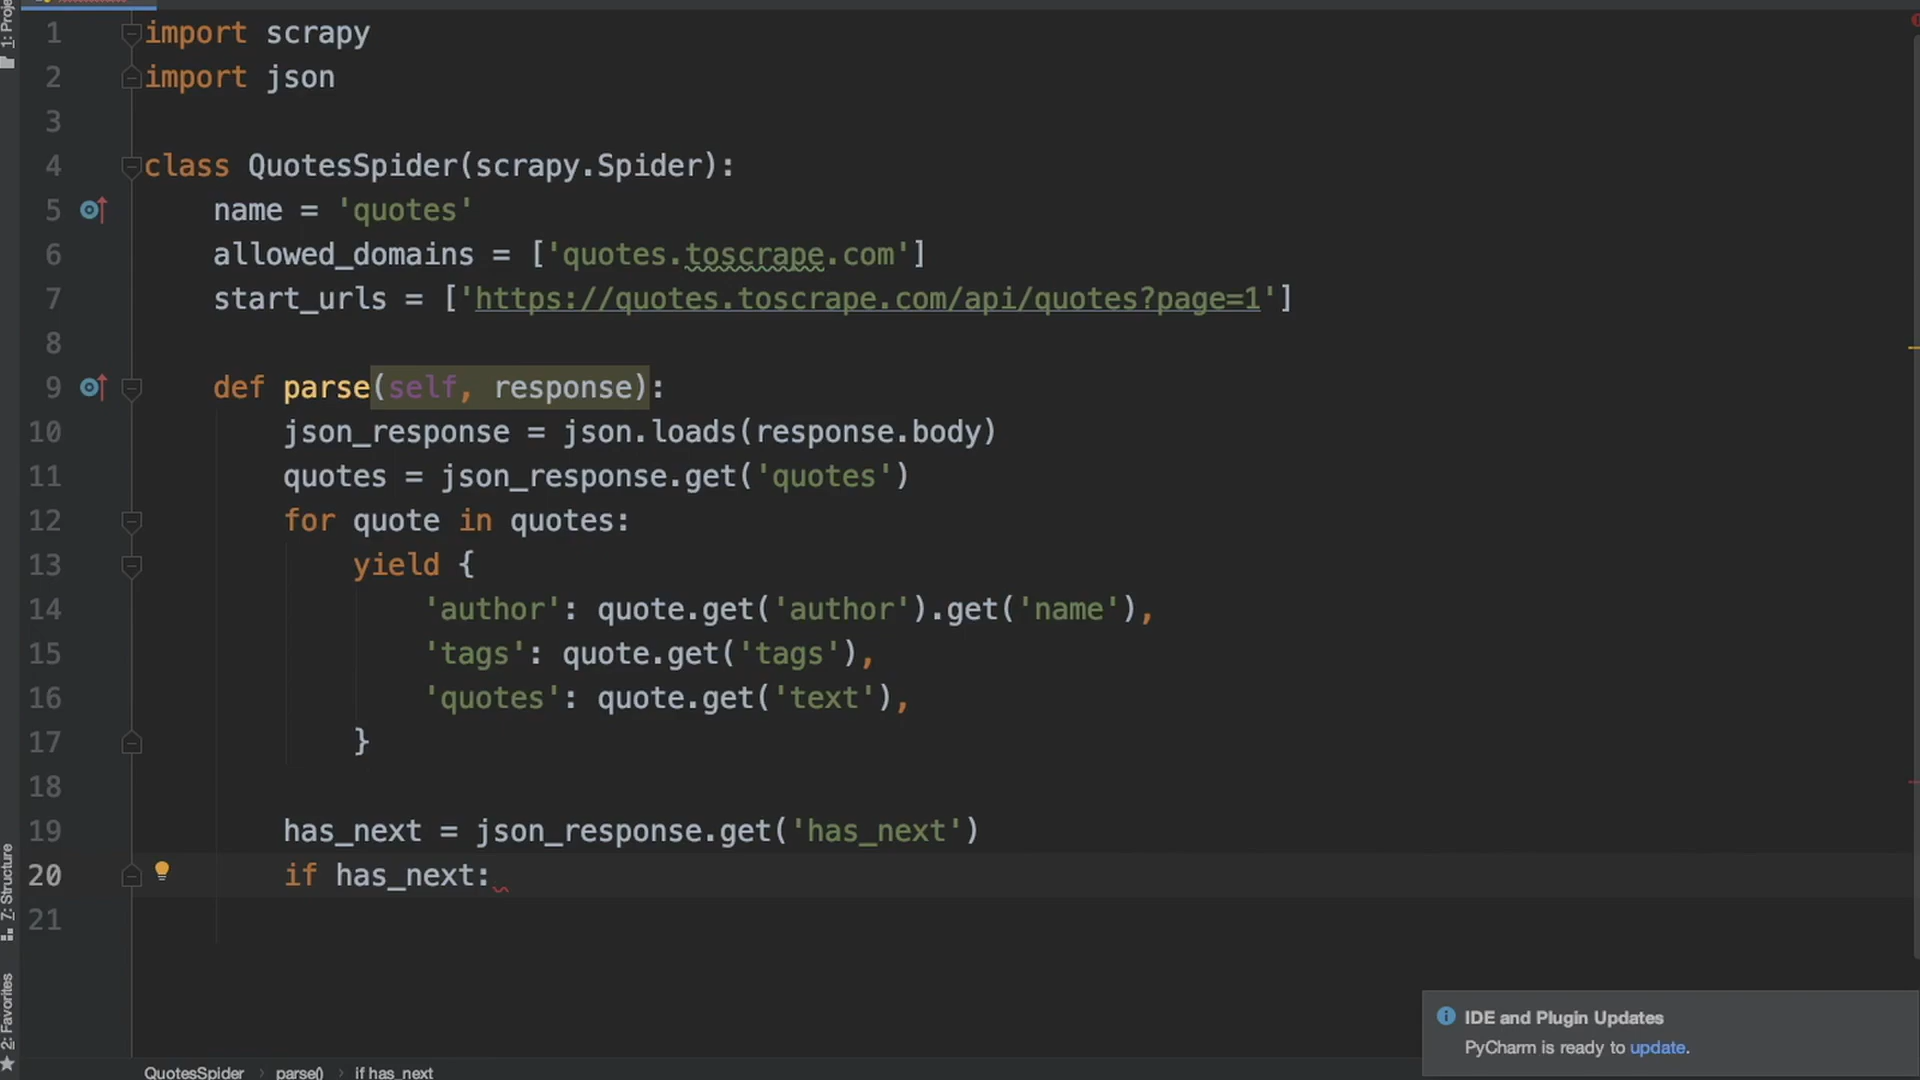 1: Proje
1 import scrapy
2 import json
3
4 class QuotesSpider(scrapy.Spider):
5     name = 'quotes'
6     allowed_domains = ['quotes.toscrape.com']
7     start_urls = ['https://quotes.toscrape.com/api/quotes?page=1']
8
9     def parse(self, response):
10         json_response = json.loads(response.body)
11         quotes = json_response.get('quotes')
12         for quote in quotes:
13             yield {
14                 'author': quote.get('author').get('name'),
15                 'tags': quote.get('tags'),
16                 'quotes': quote.get('text'),
17             }
18
19         has_next = json_response.get('has_next')
20         if has_next:
21
7: Structure
2: Favorites
IDE and Plugin Updates
PyCharm is ready to update.
QuotesSpider › parse() › if has_next